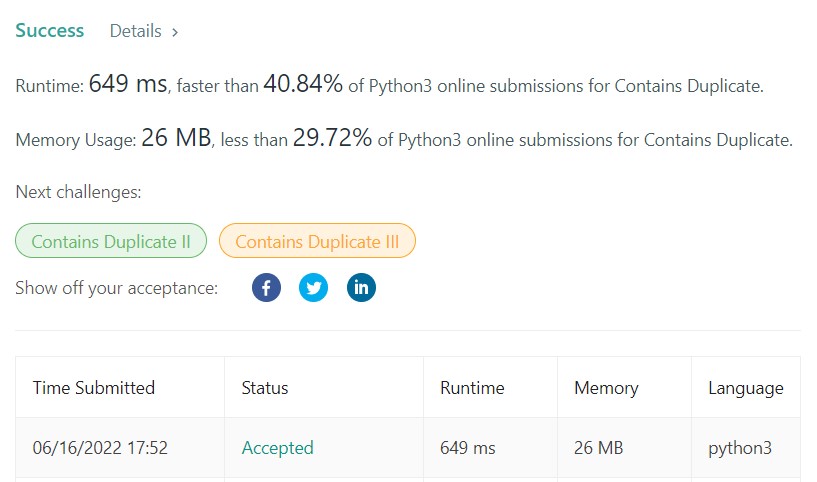 Success Details >
Runtime: 649 ms, faster than 40.84% of Python3 online submissions for Contains Duplicate.
Memory Usage: 26 MB, less than 29.72% of Python3 online submissions for Contains Duplicate.
Next challenges:
Contains Duplicate II Contains Duplicate III
Show off your acceptance:
Time Submitted Status Runtime Memory Language
06/16/2022 17:52 Accepted 649 ms 26 MB python3